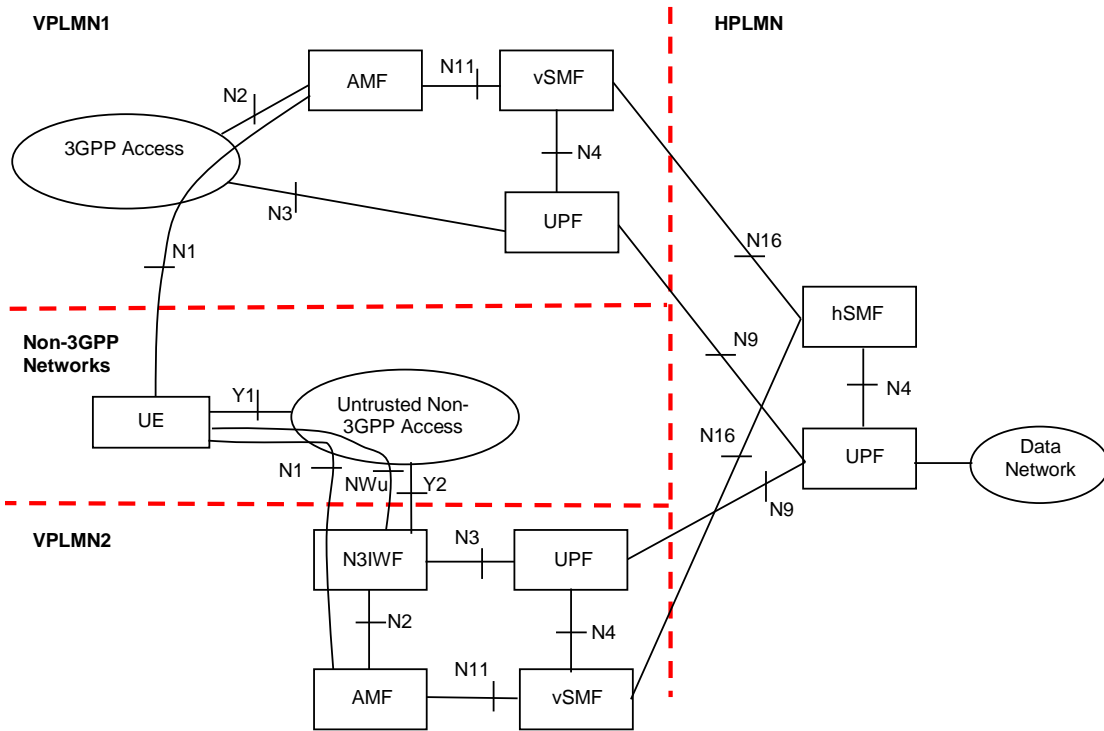 VPLMN1
HPLMN
AMF
N11
vSMF
N2
3GPP Access
N4
N3
UPF
N16
N1
hSMF
Non-3GPP
Networks
N9
N4
Y1
UE
Untrusted Non-
3GPP Access
N16
UPF
Data
Network
N1
NWu
Y2
N9
VPLMN2
N3IWF
N3
UPF
N2
N4
AMF
N11
vSMF